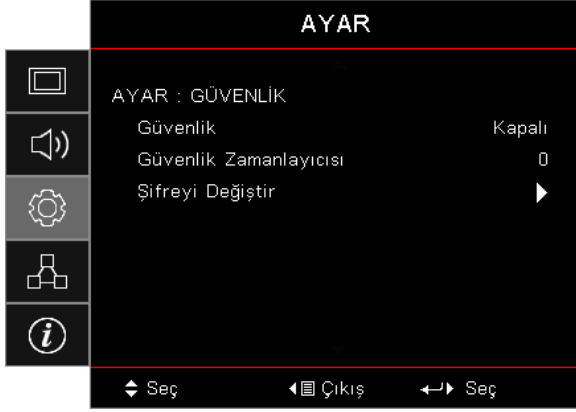 AYAR
AYAR : GÜVENLİK
Güvenlik Kapalı
Güvenlik Zamanlayıcısı 0
Şifreyi Değiştir
Seç Çıkış Seç